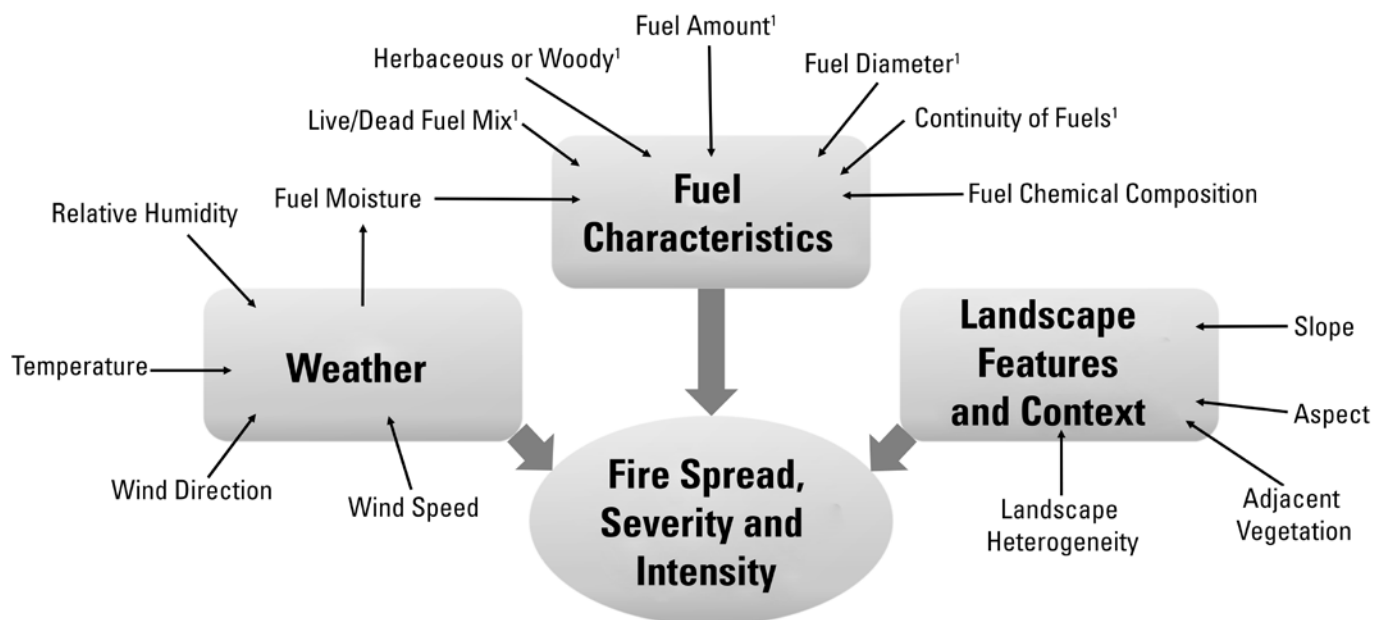 Fuel Amount¹
Herbaceous or Woody¹
Fuel Diameter¹
Live/Dead Fuel Mix¹
Continuity of Fuels¹
Fuel Moisture
Fuel
Characteristics
Fuel Chemical Composition
Relative Humidity
Temperature
Weather
Wind Direction
Wind Speed
Landscape
Features
and Context
Slope
Aspect
Adjacent
Vegetation
Landscape
Heterogeneity
Fire Spread,
Severity and
Intensity